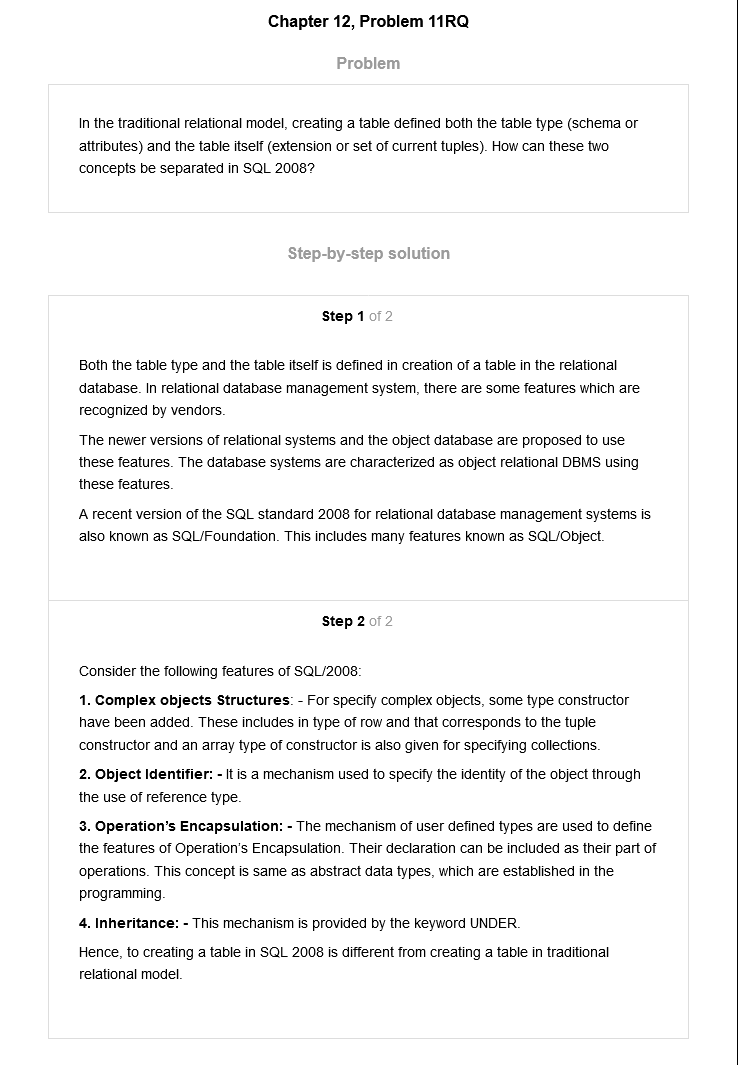 Chapter 12, Problem 11RQ
Problem
In the traditional relational model, creating a table defined both the table type (schema or
attributes) and the table itself (extension or set of current tuples). How can these two
concepts be separated in SQL 2008?
Step-by-step solution
Step 1 of 2
Both the table type and the table itself is defined in creation of a table in the relational
database. In relational database management system, there are some features which are
recognized by vendors.
The newer versions of relational systems and the object database are proposed to use
these features. The database systems are characterized as object relational DBMS using
these features.
A recent version of the SQL standard 2008 for relational database management systems is
also known as SQL/Foundation. This includes many features known as SQL/Object.
Step 2 of 2
Consider the following features of SQL/2008:
1. Complex objects Structures: - For specify complex objects, some type constructor
have been added. These includes in type of row and that corresponds to the tuple
constructor and an array type of constructor is also given for specifying collections.
2. Object Identifier: - It is a mechanism used to specify the identity of the object through
the use of reference type.
3. Operation’s Encapsulation: - The mechanism of user defined types are used to define
the features of Operation’s Encapsulation. Their declaration can be included as their part of
operations. This concept is same as abstract data types, which are established in the
programming.
4. Inheritance: - This mechanism is provided by the keyword UNDER.
Hence, to creating a table in SQL 2008 is different from creating a table in traditional
relational model.